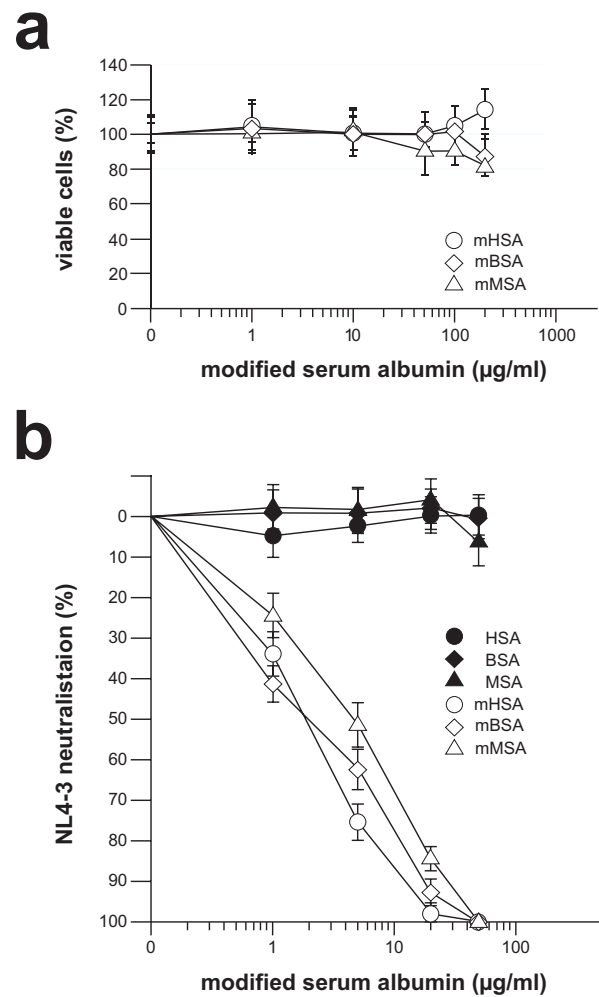 a
140
120
100
80
60
40
20
0
viable cells (%)
mHSA
mBSA
mMSA
0
1
10
100
1000
modified serum albumin (µg/ml)
b
0
10
20
30
40
50
60
70
80
90
100
NL4-3 neutralistaion (%)
HSA
BSA
MSA
mHSA
mBSA
mMSA
0
1
10
100
modified serum albumin (µg/ml)